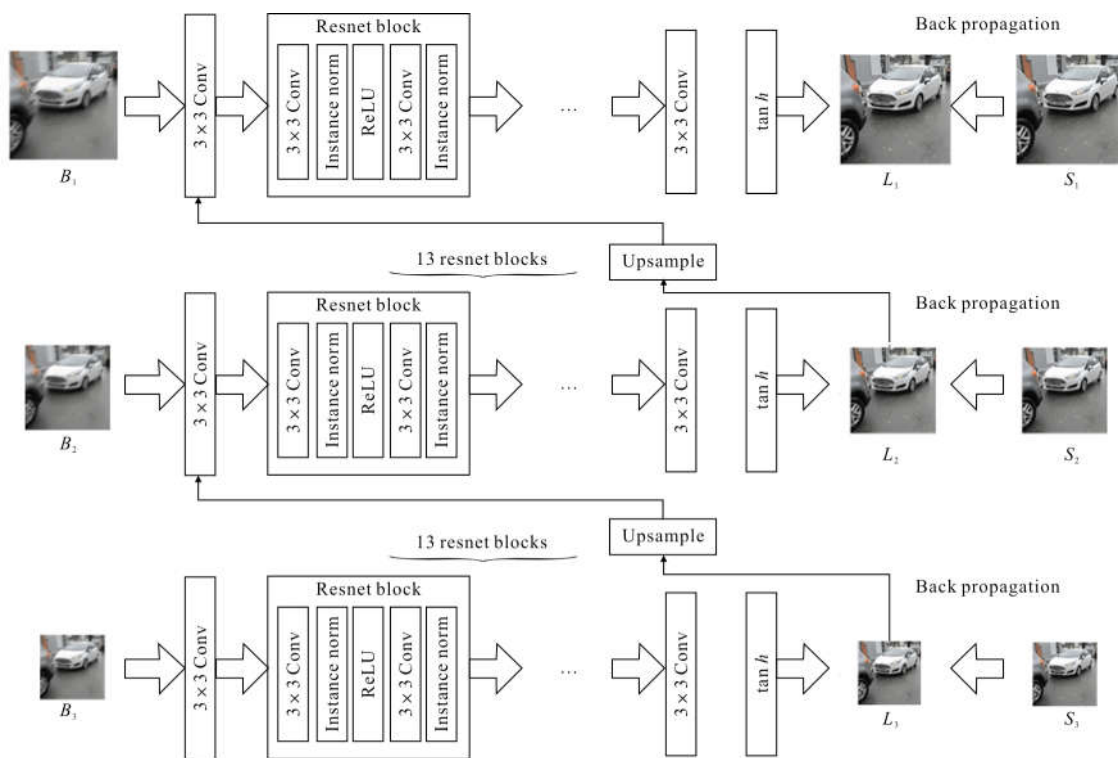 Resnet block
Back propagation
3 × 3 Conv
3 × 3 Conv
Instance norm
ReLU
3 × 3 Conv
Instance norm
...
3 × 3 Conv
tan h
B₁
L₁
S₁
13 resnet blocks
Upsample
Resnet block
Back propagation
3 × 3 Conv
3 × 3 Conv
Instance norm
ReLU
3 × 3 Conv
Instance norm
...
3 × 3 Conv
tan h
B₂
L₂
S₂
13 resnet blocks
Upsample
Resnet block
Back propagation
3 × 3 Conv
3 × 3 Conv
Instance norm
ReLU
3 × 3 Conv
Instance norm
...
3 × 3 Conv
tan h
B₃
L₃
S₃